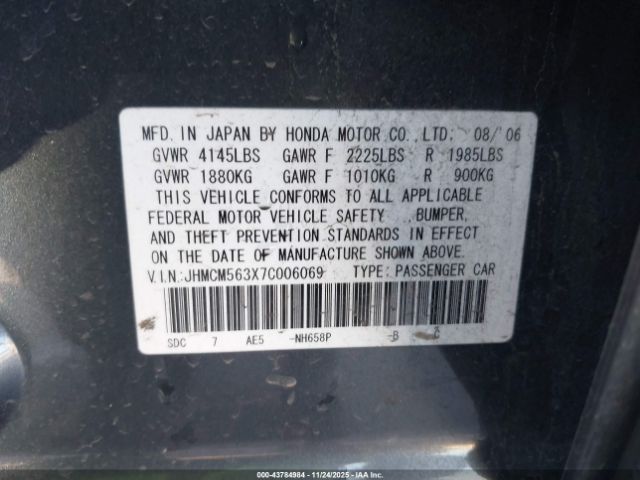 MFD. IN JAPAN BY HONDA MOTOR CO., LTD. 08/06
GVWR 4145LBS GAWR F 2225LBS R 1985LBS
GVWR 1880KG GAWR F 1010KG R 900KG
THIS VEHICLE CONFORMS TO ALL APPLICABLE
FEDERAL MOTOR VEHICLE SAFETY , BUMPER,
AND THEFT PREVENTION STANDARDS IN EFFECT
ON THE DATE OF MANUFACTURE SHOWN ABOVE.
V.I.N.: JHMCM563X7C006069 TYPE: PASSENGER CAR
SDC 7 AE5 -NH658P -B C
000-43784984 | 11/24/2025 | IAAI.com